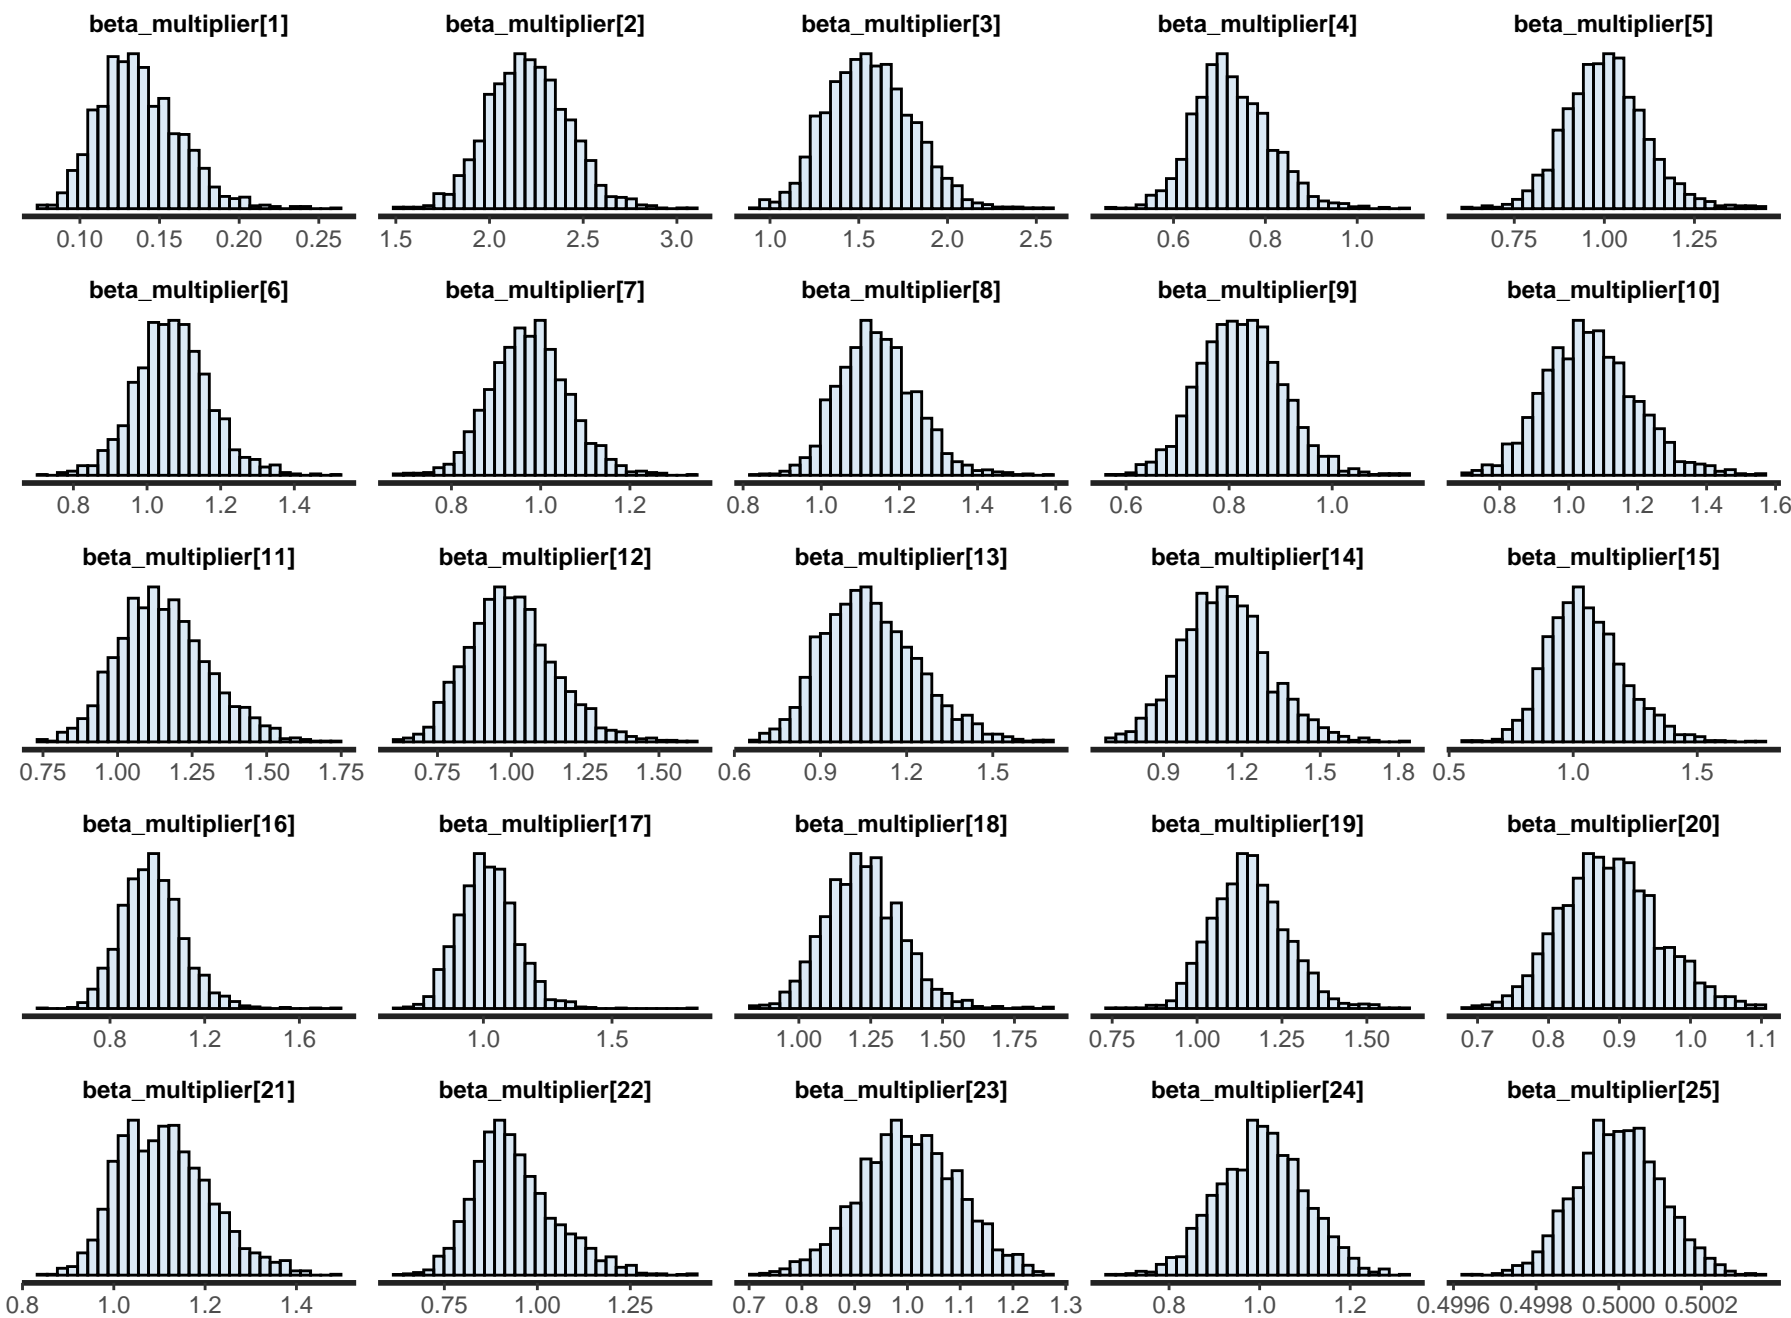 beta_multiplier[1] beta_multiplier[2] beta_multiplier[3] beta_multiplier[4] beta_multiplier[5]
0.10 0.15 0.20 0.25 1.5 2.0 2.5 3.0 1.0 1.5 2.0 2.5 0.6 0.8 1.0 0.75 1.00 1.25
beta_multiplier[6] beta_multiplier[7] beta_multiplier[8] beta_multiplier[9] beta_multiplier[10]
0.8 1.0 1.2 1.4 0.8 1.0 1.2 0.8 1.0 1.2 1.4 1.6 0.6 0.8 1.0 0.8 1.0 1.2 1.4 1.6
beta_multiplier[11] beta_multiplier[12] beta_multiplier[13] beta_multiplier[14] beta_multiplier[15]
0.75 1.00 1.25 1.50 1.75 0.75 1.00 1.25 1.50 0.6 0.9 1.2 1.5 0.9 1.2 1.5 1.8 0.5 1.0 1.5
beta_multiplier[16] beta_multiplier[17] beta_multiplier[18] beta_multiplier[19] beta_multiplier[20]
0.8 1.2 1.6 1.0 1.5 1.00 1.25 1.50 1.75 0.75 1.00 1.25 1.50 0.7 0.8 0.9 1.0 1.1
beta_multiplier[21] beta_multiplier[22] beta_multiplier[23] beta_multiplier[24] beta_multiplier[25]
0.8 1.0 1.2 1.4 0.75 1.00 1.25 0.7 0.8 0.9 1.0 1.1 1.2 1.3 0.8 1.0 1.2 0.4996 0.4998 0.5000 0.5002